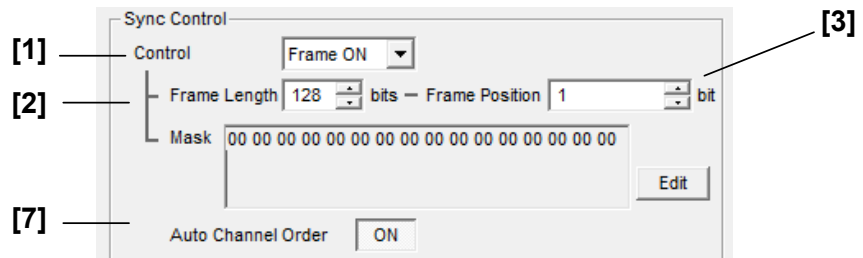 Sync Control
[3]
[1] Control Frame ON
[2] Frame Length 128 bits Frame Position 1 bit
Mask 00 00 00 00 00 00 00 00 00 00 00 00 00 00 00 00
Edit
[7] Auto Channel Order ON